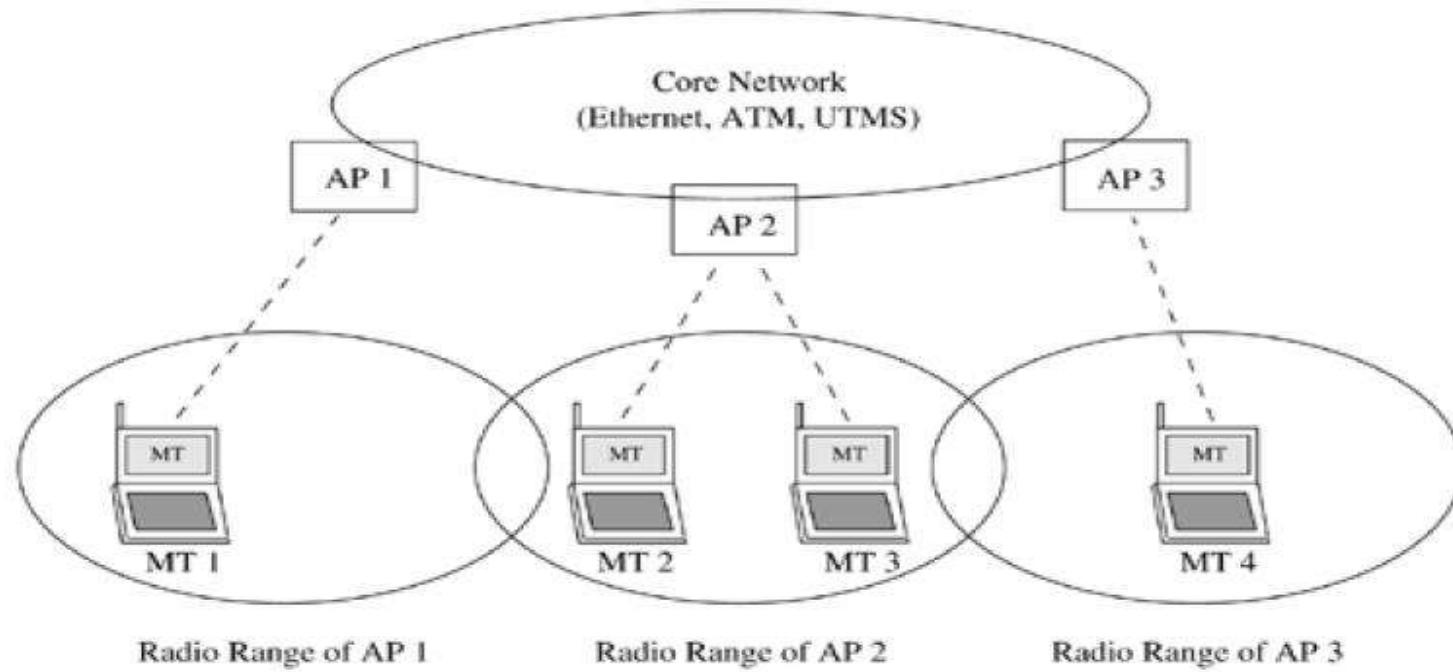 Core Network
(Ethernet, ATM, UTMS)
AP 1
AP 2
AP 3
MT
MT
MT
MT
MT 1
MT 2
MT 3
MT 4
Radio Range of AP 1
Radio Range of AP 2
Radio Range of AP 3